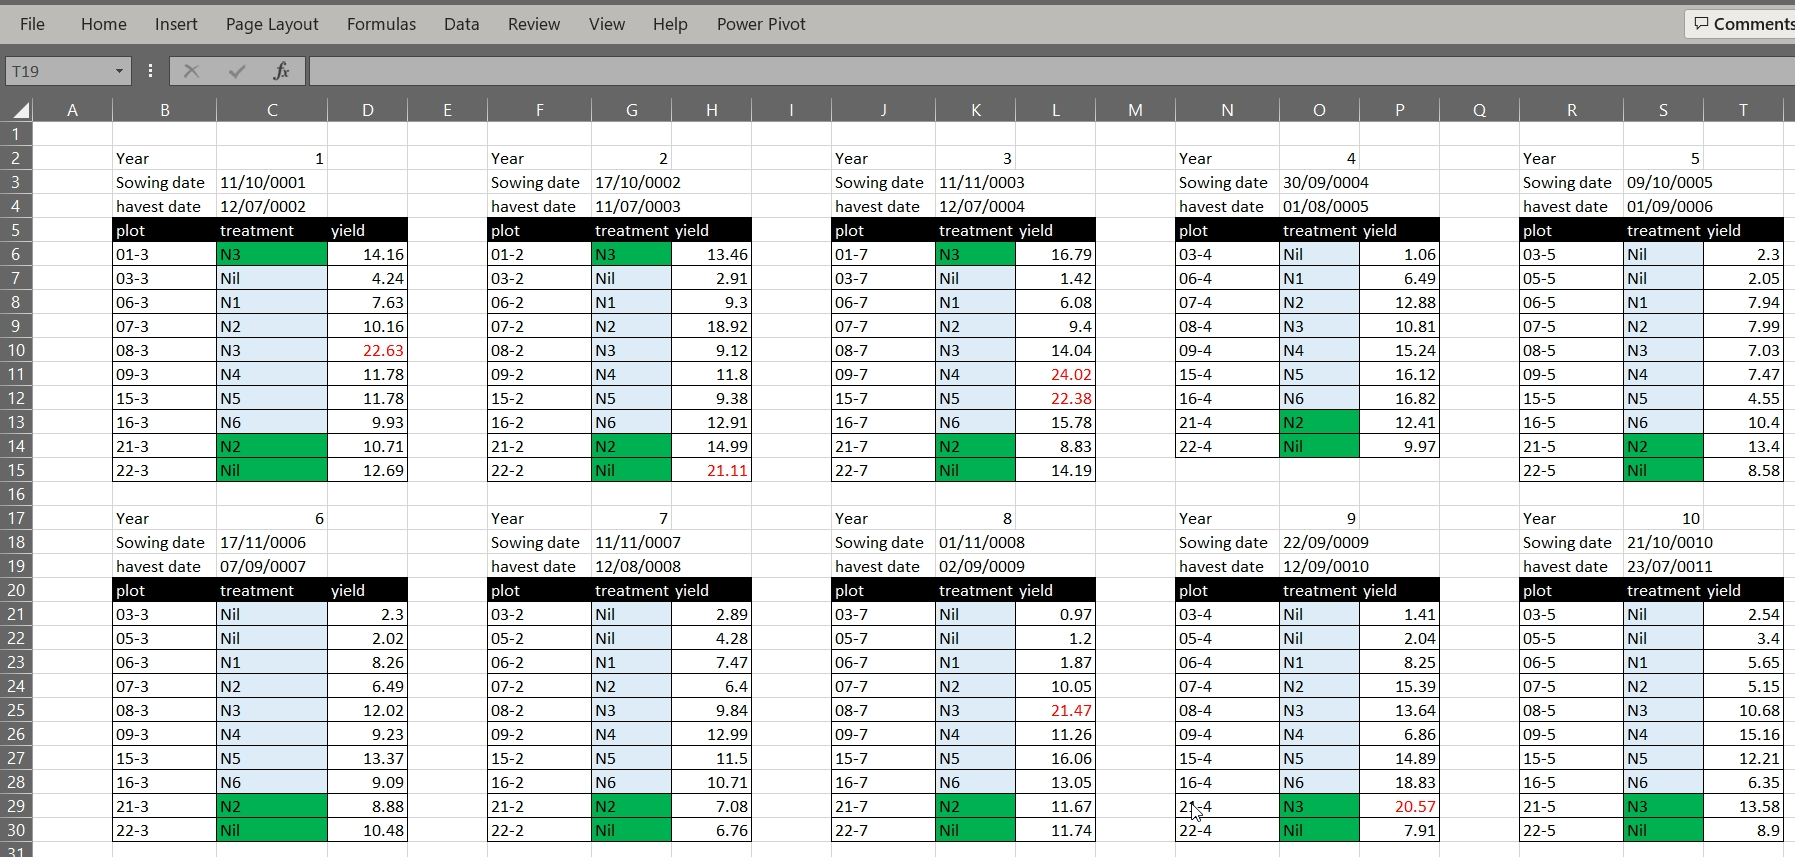 File Home Insert Page Layout Formulas Data Review View Help Power Pivot Comments
T19 fx
A B C D E F G H I J K L M N O P Q R S T
1
2 Year 1 Year 2 Year 3 Year 4 Year 5
3 Sowing date 11/10/0001 Sowing date 17/10/0002 Sowing date 11/11/0003 Sowing date 30/09/0004 Sowing date 09/10/0005
4 havest date 12/07/0002 havest date 11/07/0003 havest date 12/07/0004 havest date 01/08/0005 havest date 01/09/0006
5 plot treatment yield plot treatment yield plot treatment yield plot treatment yield plot treatment yield
6 01-3 N3 14.16 01-2 N3 13.46 01-7 N3 16.79 03-4 Nil 1.06 03-5 Nil 2.3
7 03-3 Nil 4.24 03-2 Nil 2.91 03-7 Nil 1.42 06-4 N1 6.49 05-5 Nil 2.05
8 06-3 N1 7.63 06-2 N1 9.3 06-7 N1 6.08 07-4 N2 12.88 06-5 N1 7.94
9 07-3 N2 10.16 07-2 N2 18.92 07-7 N2 9.4 08-4 N3 10.81 07-5 N2 7.99
10 08-3 N3 22.63 08-2 N3 9.12 08-7 N3 14.04 09-4 N4 15.24 08-5 N3 7.03
11 09-3 N4 11.78 09-2 N4 11.8 09-7 N4 24.02 15-4 N5 16.12 09-5 N4 7.47
12 15-3 N5 11.78 15-2 N5 9.38 15-7 N5 22.38 16-4 N6 16.82 15-5 N5 4.55
13 16-3 N6 9.93 16-2 N6 12.91 16-7 N6 15.78 21-4 N2 12.41 16-5 N6 10.4
14 21-3 N2 10.71 21-2 N2 14.99 21-7 N2 8.83 22-4 Nil 9.97 21-5 N2 13.4
15 22-3 Nil 12.69 22-2 Nil 21.11 22-7 Nil 14.19 22-5 Nil 8.58
16
17 Year 6 Year 7 Year 8 Year 9 Year 10
18 Sowing date 17/11/0006 Sowing date 11/11/0007 Sowing date 01/11/0008 Sowing date 22/09/0009 Sowing date 21/10/0010
19 havest date 07/09/0007 havest date 12/08/0008 havest date 02/09/0009 havest date 12/09/0010 havest date 23/07/0011
20 plot treatment yield plot treatment yield plot treatment yield plot treatment yield plot treatment yield
21 03-3 Nil 2.3 03-2 Nil 2.89 03-7 Nil 0.97 03-4 Nil 1.41 03-5 Nil 2.54
22 05-3 Nil 2.02 05-2 Nil 4.28 05-7 Nil 1.2 05-4 Nil 2.04 05-5 Nil 3.4
23 06-3 N1 8.26 06-2 N1 7.47 06-7 N1 1.87 06-4 N1 8.25 06-5 N1 5.65
24 07-3 N2 6.49 07-2 N2 6.4 07-7 N2 10.05 07-4 N2 15.39 07-5 N2 5.15
25 08-3 N3 12.02 08-2 N3 9.84 08-7 N3 21.47 08-4 N3 13.64 08-5 N3 10.68
26 09-3 N4 9.23 09-2 N4 12.99 09-7 N4 11.26 09-4 N4 6.86 09-5 N4 15.16
27 15-3 N5 13.37 15-2 N5 11.5 15-7 N5 16.06 15-4 N5 14.89 15-5 N5 12.21
28 16-3 N6 9.09 16-2 N6 10.71 16-7 N6 13.05 16-4 N6 18.83 16-5 N6 6.35
29 21-3 N2 8.88 21-2 N2 7.08 21-7 N2 11.67 21-4 N3 20.57 21-5 N3 13.58
30 22-3 Nil 10.48 22-2 Nil 6.76 22-7 Nil 11.74 22-4 Nil 7.91 22-5 Nil 8.9
31